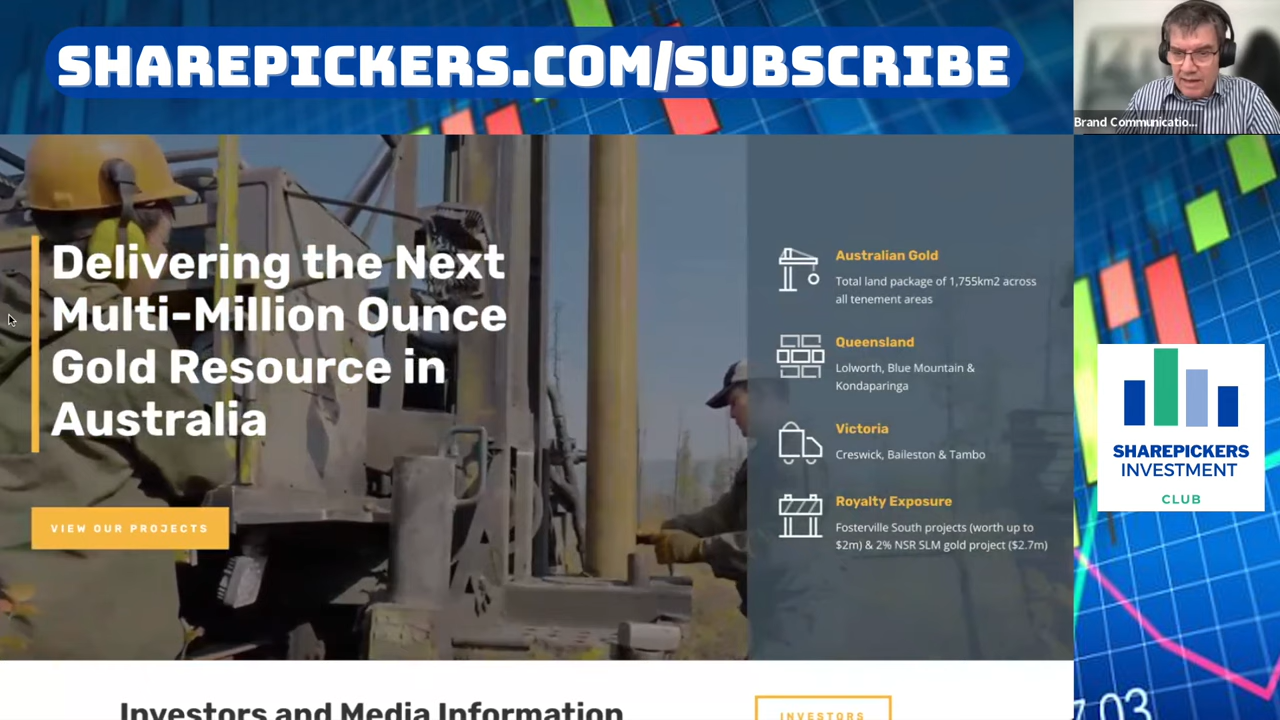 SHAREPICKERS.COM/SUBSCRIBE
Brand Communicatio...
Delivering the Next
Multi-Million Ounce
Gold Resource in
Australia
VIEW OUR PROJECTS
Australian Gold
Total land package of 1,755km2 across
all tenement areas
Queensland
Lolworth, Blue Mountain &
Kondaparinga
Victoria
Creswick, Baileston & Tambo
Royalty Exposure
Fosterville South projects (worth up to
$2m) & 2% NSR SLM gold project ($2.7m)
SHAREPICKERS
INVESTMENT
CLUB
Investors and Media Information
INVESTORS
7.03